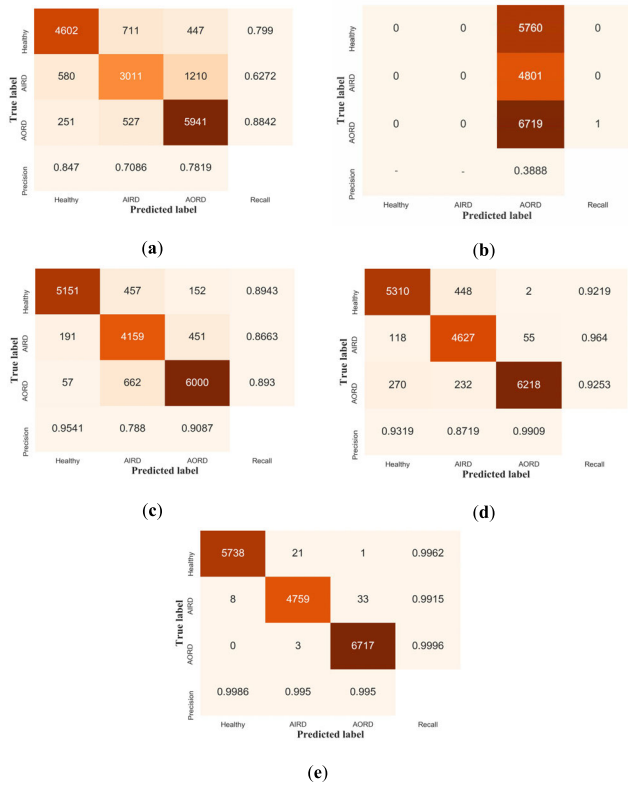 Healthy 4602 711 447 0.799
AIRD 580 3011 1210 0.6272
AORD 251 527 5941 0.8842
Precision 0.847 0.7086 0.7819
Healthy AIRD AORD Recall
True label
Predicted label
(a)
Healthy 0 0 5760 0
AIRD 0 0 4801 0
AORD 0 0 6719 1
Precision - - 0.3888
Healthy AIRD AORD Recall
True label
Predicted label
(b)
Healthy 5151 457 152 0.8943
AIRD 191 4159 451 0.8663
AORD 57 662 6000 0.893
Precision 0.9541 0.788 0.9087
Healthy AIRD AORD Recall
True label
Predicted label
(c)
Healthy 5310 448 2 0.9219
AIRD 118 4627 55 0.964
AORD 270 232 6218 0.9253
Precision 0.9319 0.8719 0.9909
Healthy AIRD AORD Recall
True label
Predicted label
(d)
Healthy 5738 21 1 0.9962
AIRD 8 4759 33 0.9915
AORD 0 3 6717 0.9996
Precision 0.9986 0.995 0.995
Healthy AIRD AORD Recall
True label
Predicted label
(e)